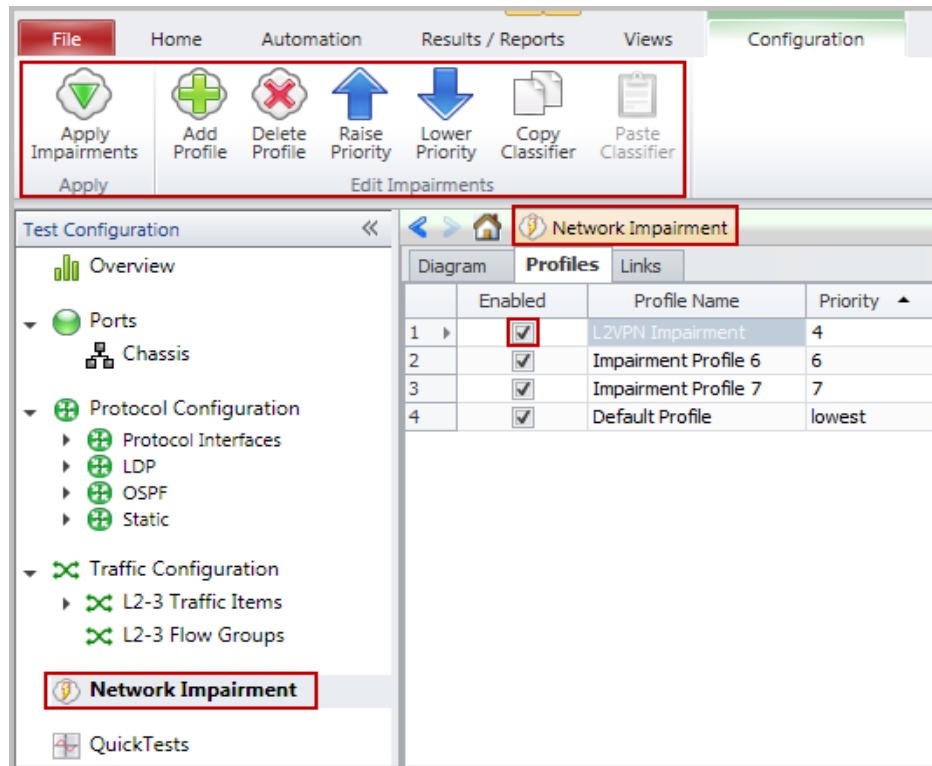 File Home Automation Results / Reports Views Configuration
Apply Impairments
Add Profile
Delete Profile
Raise Priority
Lower Priority
Copy Classifier
Paste Classifier
Apply
Edit Impairments
Test Configuration
Overview
Ports
Chassis
Protocol Configuration
Protocol Interfaces
LDP
OSPF
Static
Traffic Configuration
L2-3 Traffic Items
L2-3 Flow Groups
Network Impairment
QuickTests
Network Impairment
Diagram Profiles Links
Enabled Profile Name Priority
1 L2VPN Impairment 4
2 Impairment Profile 6 6
3 Impairment Profile 7 7
4 Default Profile lowest